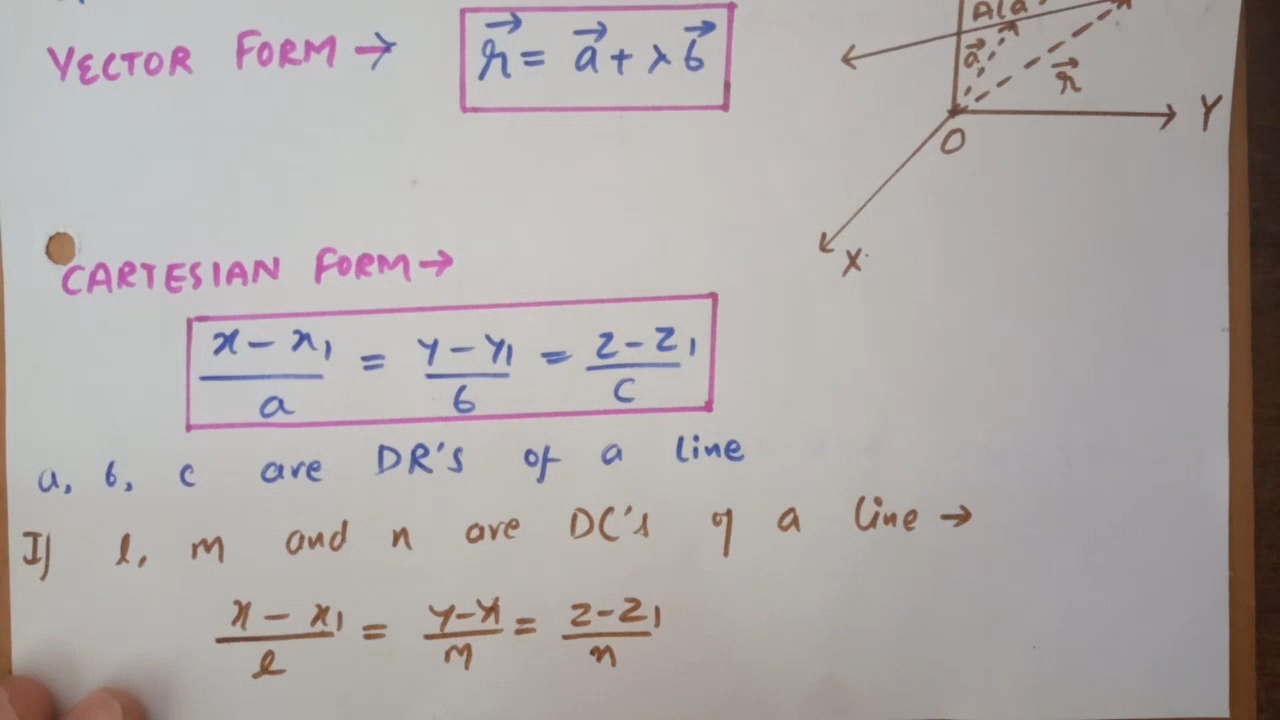 VECTOR FORM → r⃗ = a⃗ + λ b⃗
a⃗
r⃗
Y
O
X
CARTESIAN FORM →
x - x₁ / a = y - y₁ / b = z - z₁ / c
a, b, c are DR's of a line
If l, m and n are DC's of a line →
x - x₁ / l = y - y₁ / m = z - z₁ / n